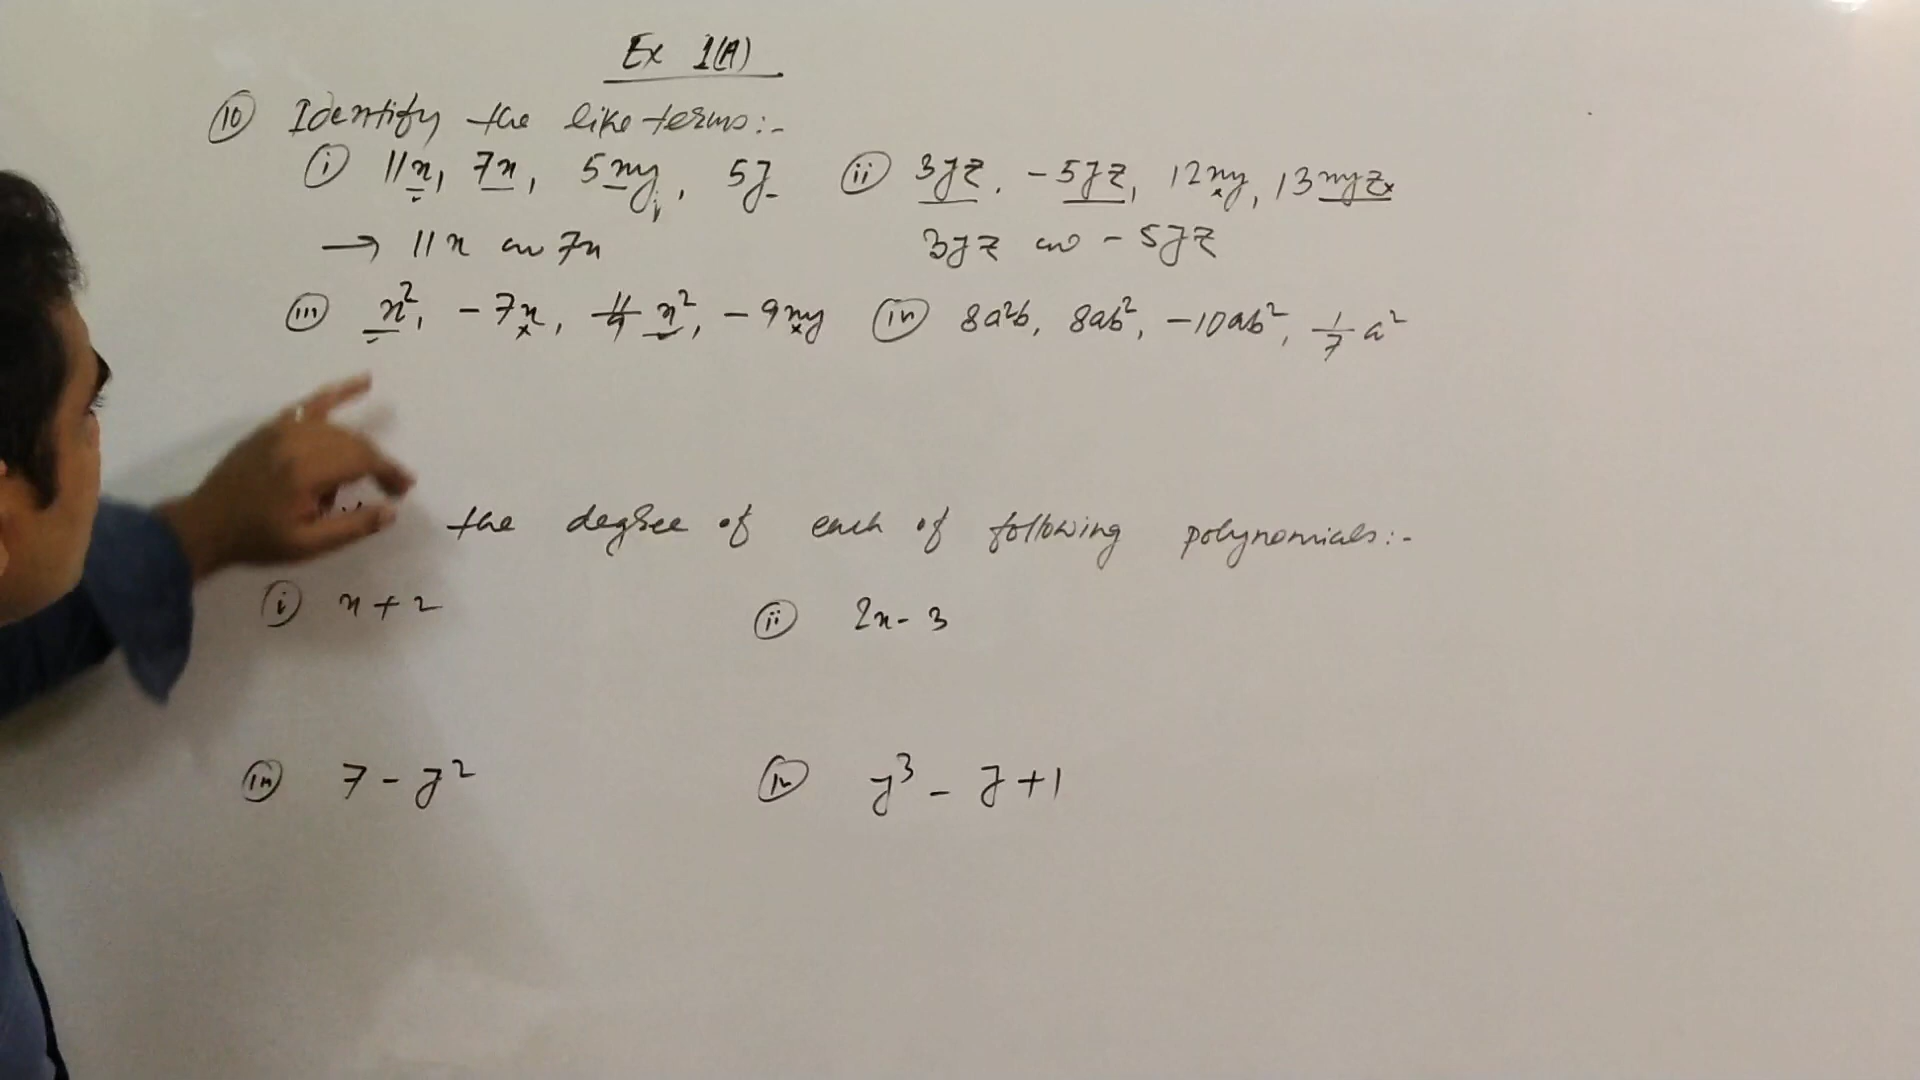 Ex 1(A)
10 Identify the like terms:-
i 11x, 7x, 5xy, 5y ii 3yz, -5yz, 12xy, 13xyz
→ 11x and 7x 3yz and -5yz
iii x², -7x, x², -9xy iv 8a²b, 8ab², -10ab², 1/7 a²
the degree of each of following polynomials:-
i x+2 ii 2x-3
iii 7-y² iv y³-y+1